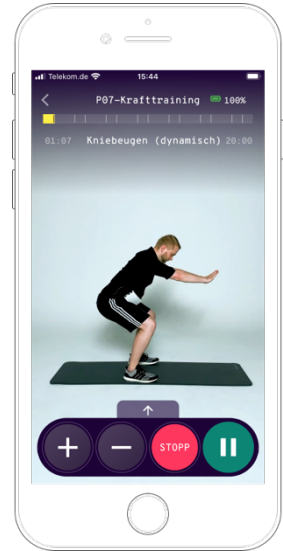 Telekom.de 15:44
P07-Krafttraining 100%
01:07 Kniebeugen (dynamisch) 20:00
+ − STOPP